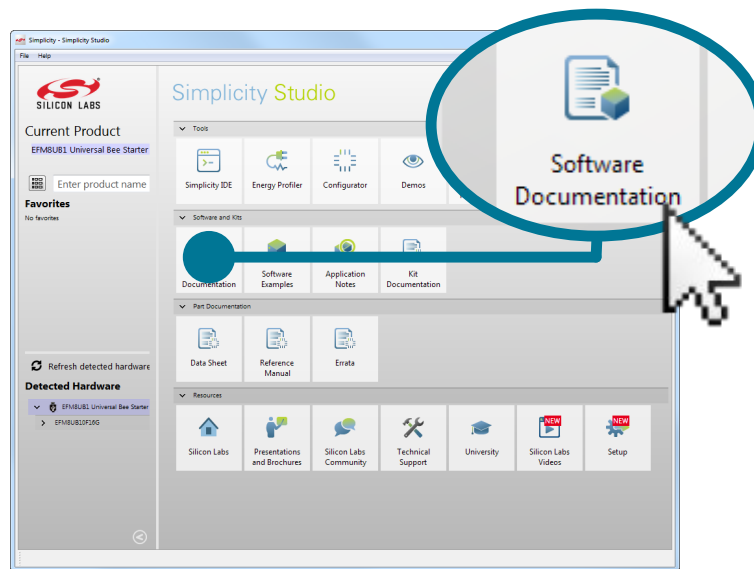 Simplicity - Simplicity Studio
File Help
SILICON LABS
Simplicity Studio
Current Product
EFM8UB1 Universal Bee Starter
Enter product name
Favorites
No favorites
Tools
Simplicity IDE
Energy Profiler
Configurator
Demos
Software and Kits
Documentation
Software
Examples
Application
Notes
Kit
Documentation
Part Documentation
Data Sheet
Reference
Manual
Errata
Refresh detected hardware
Detected Hardware
EFM8UB1 Universal Bee Starter
EFM8UB10F16G
Resources
Silicon Labs
Presentations
and Brochures
Silicon Labs
Community
Technical
Support
University
NEW
Silicon Labs
Videos
NEW
Setup
Software
Documentation